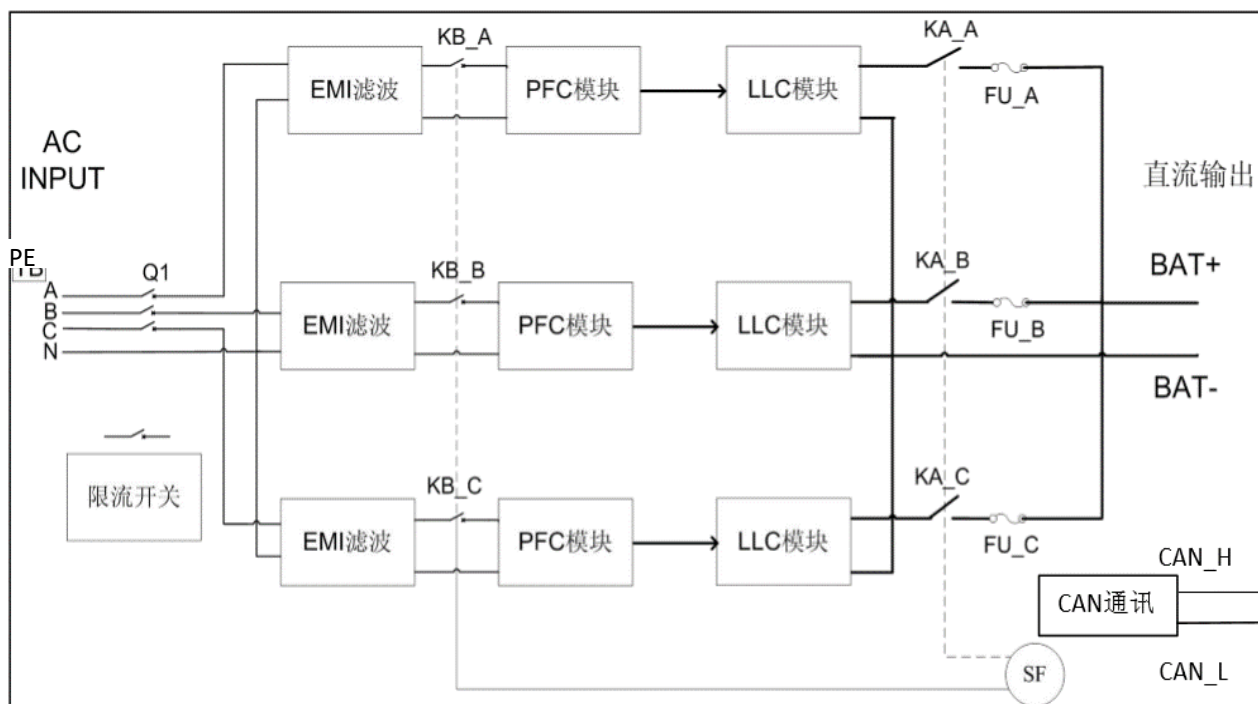 KB_A
KA_A
EMI滤波
PFC模块
LLC模块
FU_A
AC
INPUT
直流输出
PE
Q1
KB_B
KA_B
BAT+
A
B
C
N
EMI滤波
PFC模块
LLC模块
FU_B
BAT-
限流开关
KB_C
KA_C
EMI滤波
PFC模块
LLC模块
FU_C
CAN_H
CAN通讯
SF
CAN_L